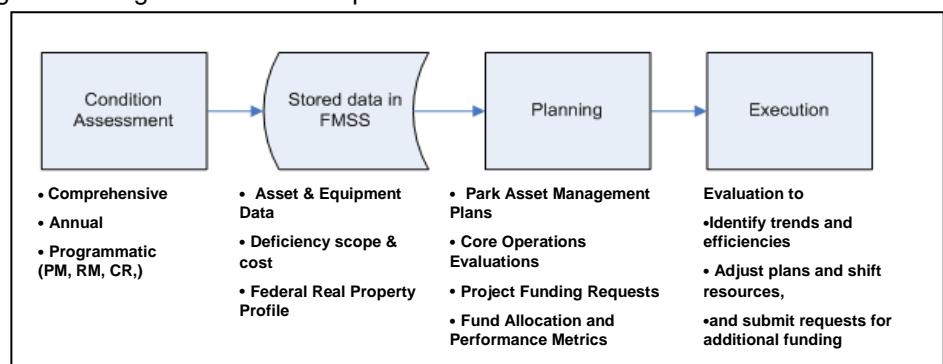 Condition
Assessment
Stored data in
FMSS
Planning
Execution
• Comprehensive
• Annual
• Programmatic
(PM, RM, CR,)
• Asset & Equipment
Data
• Deficiency scope &
cost
• Federal Real Property
Profile
• Park Asset Management
Plans
• Core Operations
Evaluations
• Project Funding Requests
• Fund Allocation and
Performance Metrics
Evaluation to
•Identify trends and
efficiencies
• Adjust plans and shift
resources,
•and submit requests for
additional funding